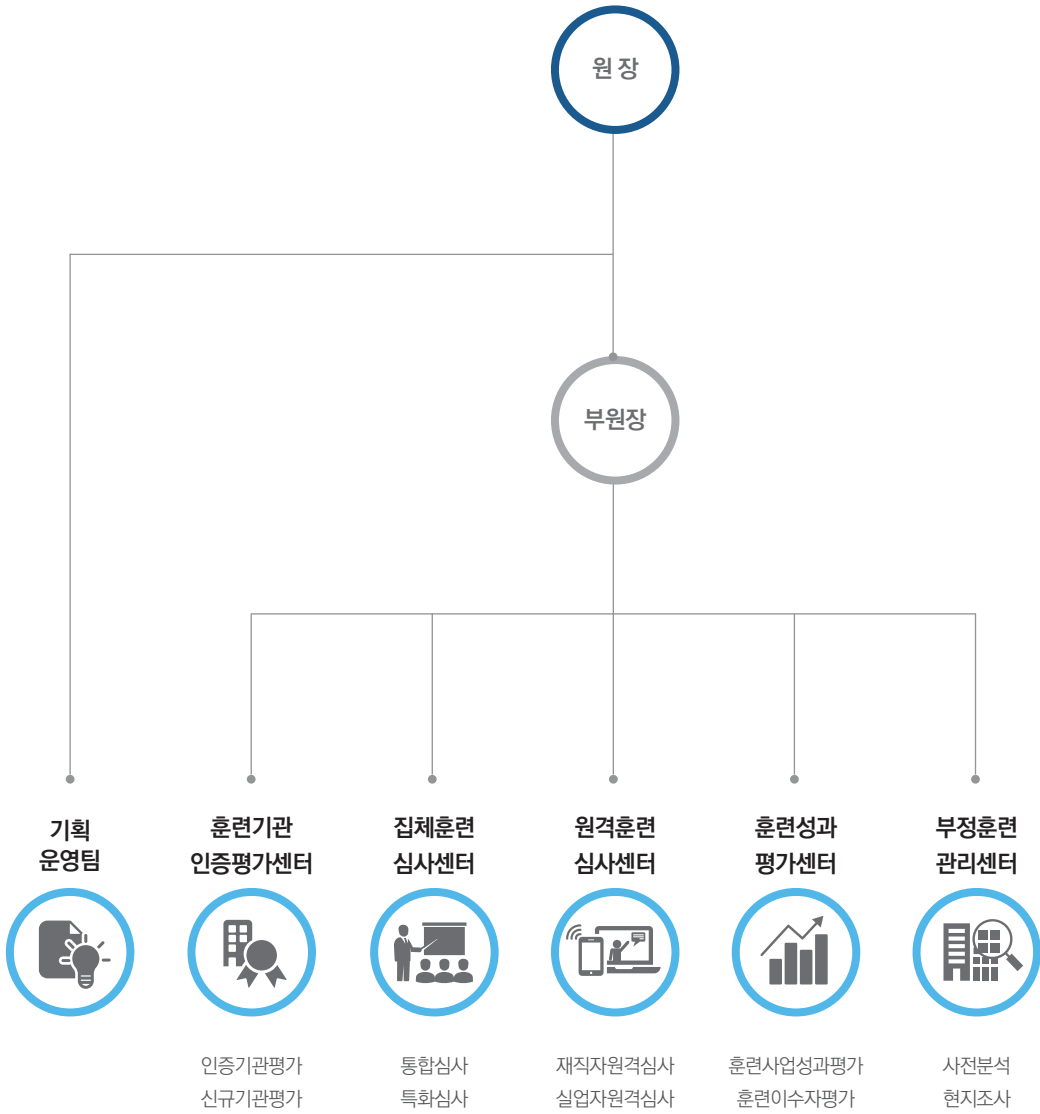 원 장
부원장
기획
운영팀
훈련기관
인증평가센터
집체훈련
심사센터
원격훈련
심사센터
훈련성과
평가센터
부정훈련
관리센터
인증기관평가
신규기관평가
통합심사
특화심사
재직자원격심사
실업자원격심사
훈련사업성과평가
훈련이수자평가
사전분석
현지조사